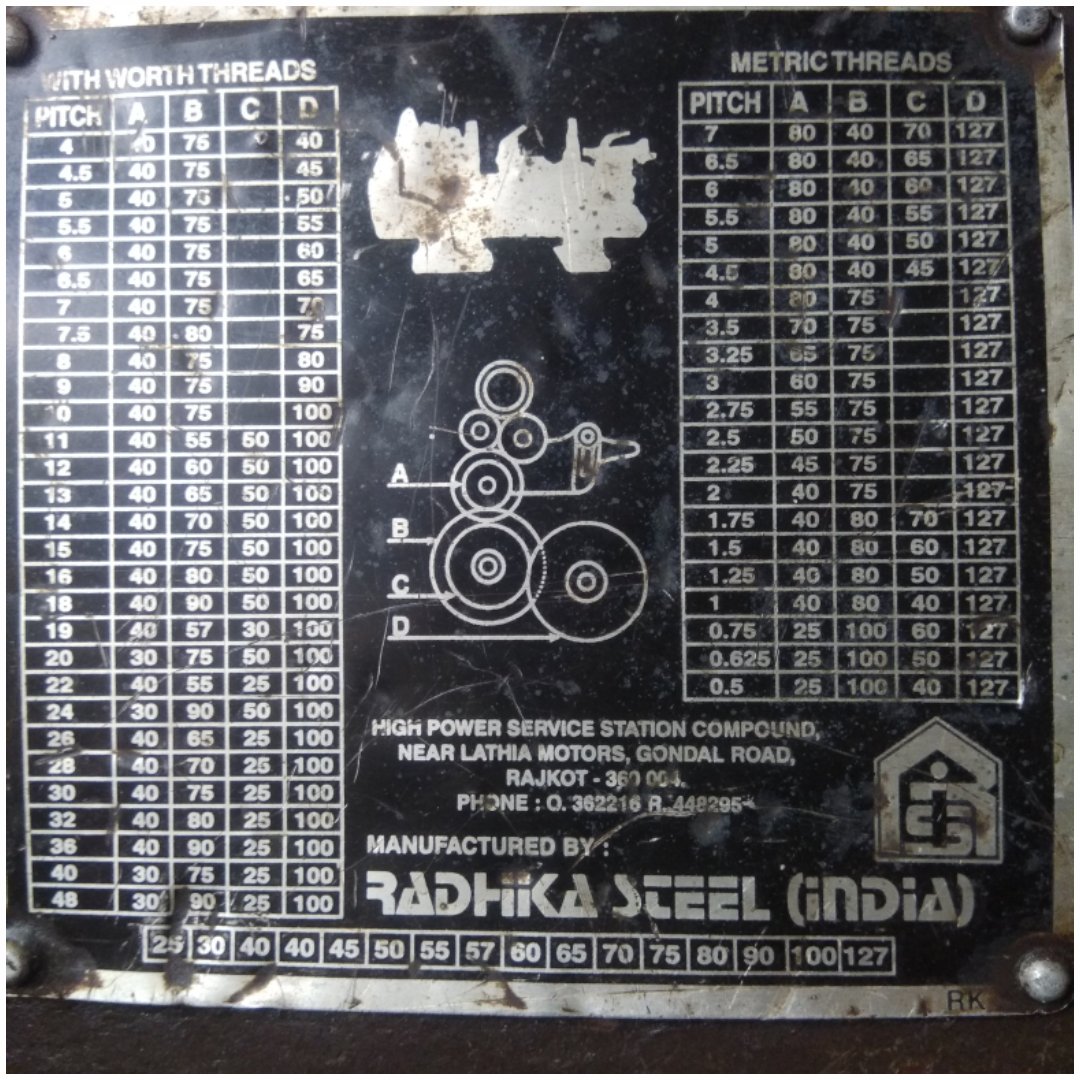 WITH WORTH THREADS
PITCH A B C D
4 40 75 40
4.5 40 75 45
5 40 75 50
5.5 40 75 55
6 40 75 60
6.5 40 75 65
7 40 75 70
7.5 40 80 75
8 40 75 80
9 40 75 90
10 40 75 100
11 40 55 50 100
12 40 60 50 100
13 40 65 50 100
14 40 70 50 100
15 40 75 50 100
16 40 80 50 100
18 40 90 50 100
19 40 57 30 100
20 30 75 50 100
22 40 55 25 100
24 30 90 50 100
26 40 65 25 100
28 40 70 25 100
30 40 75 25 100
32 40 80 25 100
36 40 90 25 100
40 30 75 25 100
48 30 90 25 100
METRIC THREADS
PITCH A B C D
7 80 40 70 127
6.5 80 40 65 127
6 80 40 60 127
5.5 80 40 55 127
5 80 40 50 127
4.5 80 40 45 127
4 80 75 127
3.5 70 75 127
3.25 65 75 127
3 60 75 127
2.75 55 75 127
2.5 50 75 127
2.25 45 75 127
2 40 75 127
1.75 40 80 70 127
1.5 40 80 60 127
1.25 40 80 50 127
1 40 80 40 127
0.75 25 100 60 127
0.625 25 100 50 127
0.5 25 100 40 127
A
B
C
D
HIGH POWER SERVICE STATION COMPOUND,
NEAR LATHIA MOTORS, GONDAL ROAD,
RAJKOT - 360 004.
PHONE : O. 362216 R. 448295
MANUFACTURED BY :
RADHIKA STEEL (INDIA)
25 30 40 40 45 50 55 57 60 65 70 75 80 90 100 127
RK